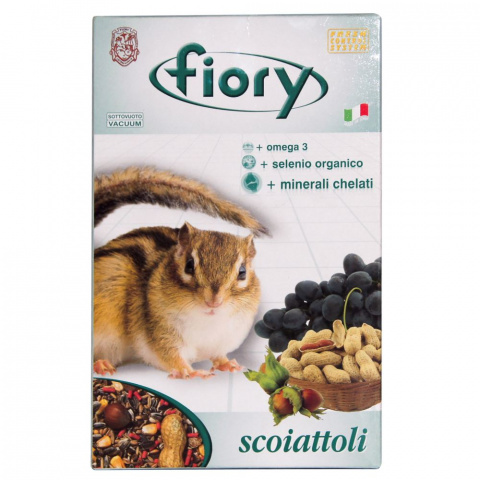 fiory
SOTTOVUOTO
VACUUM
+ omega 3
+ selenio organico
+ minerali chelati
scoiattoli